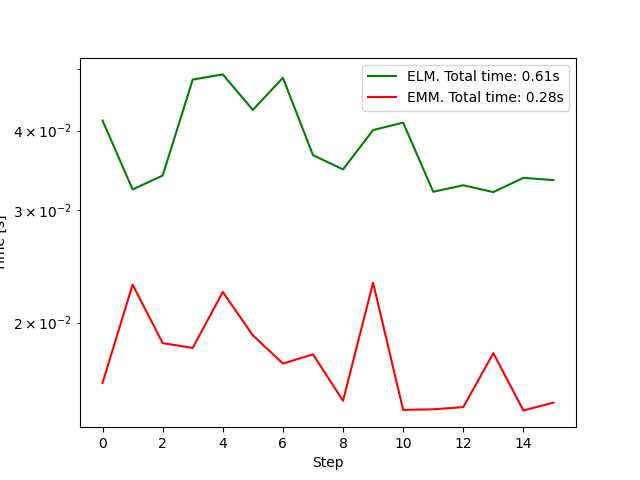 ELM. Total time: 0.61s
EMM. Total time: 0.28s
4 × 10⁻²
3 × 10⁻²
2 × 10⁻²
0 2 4 6 8 10 12 14
Step